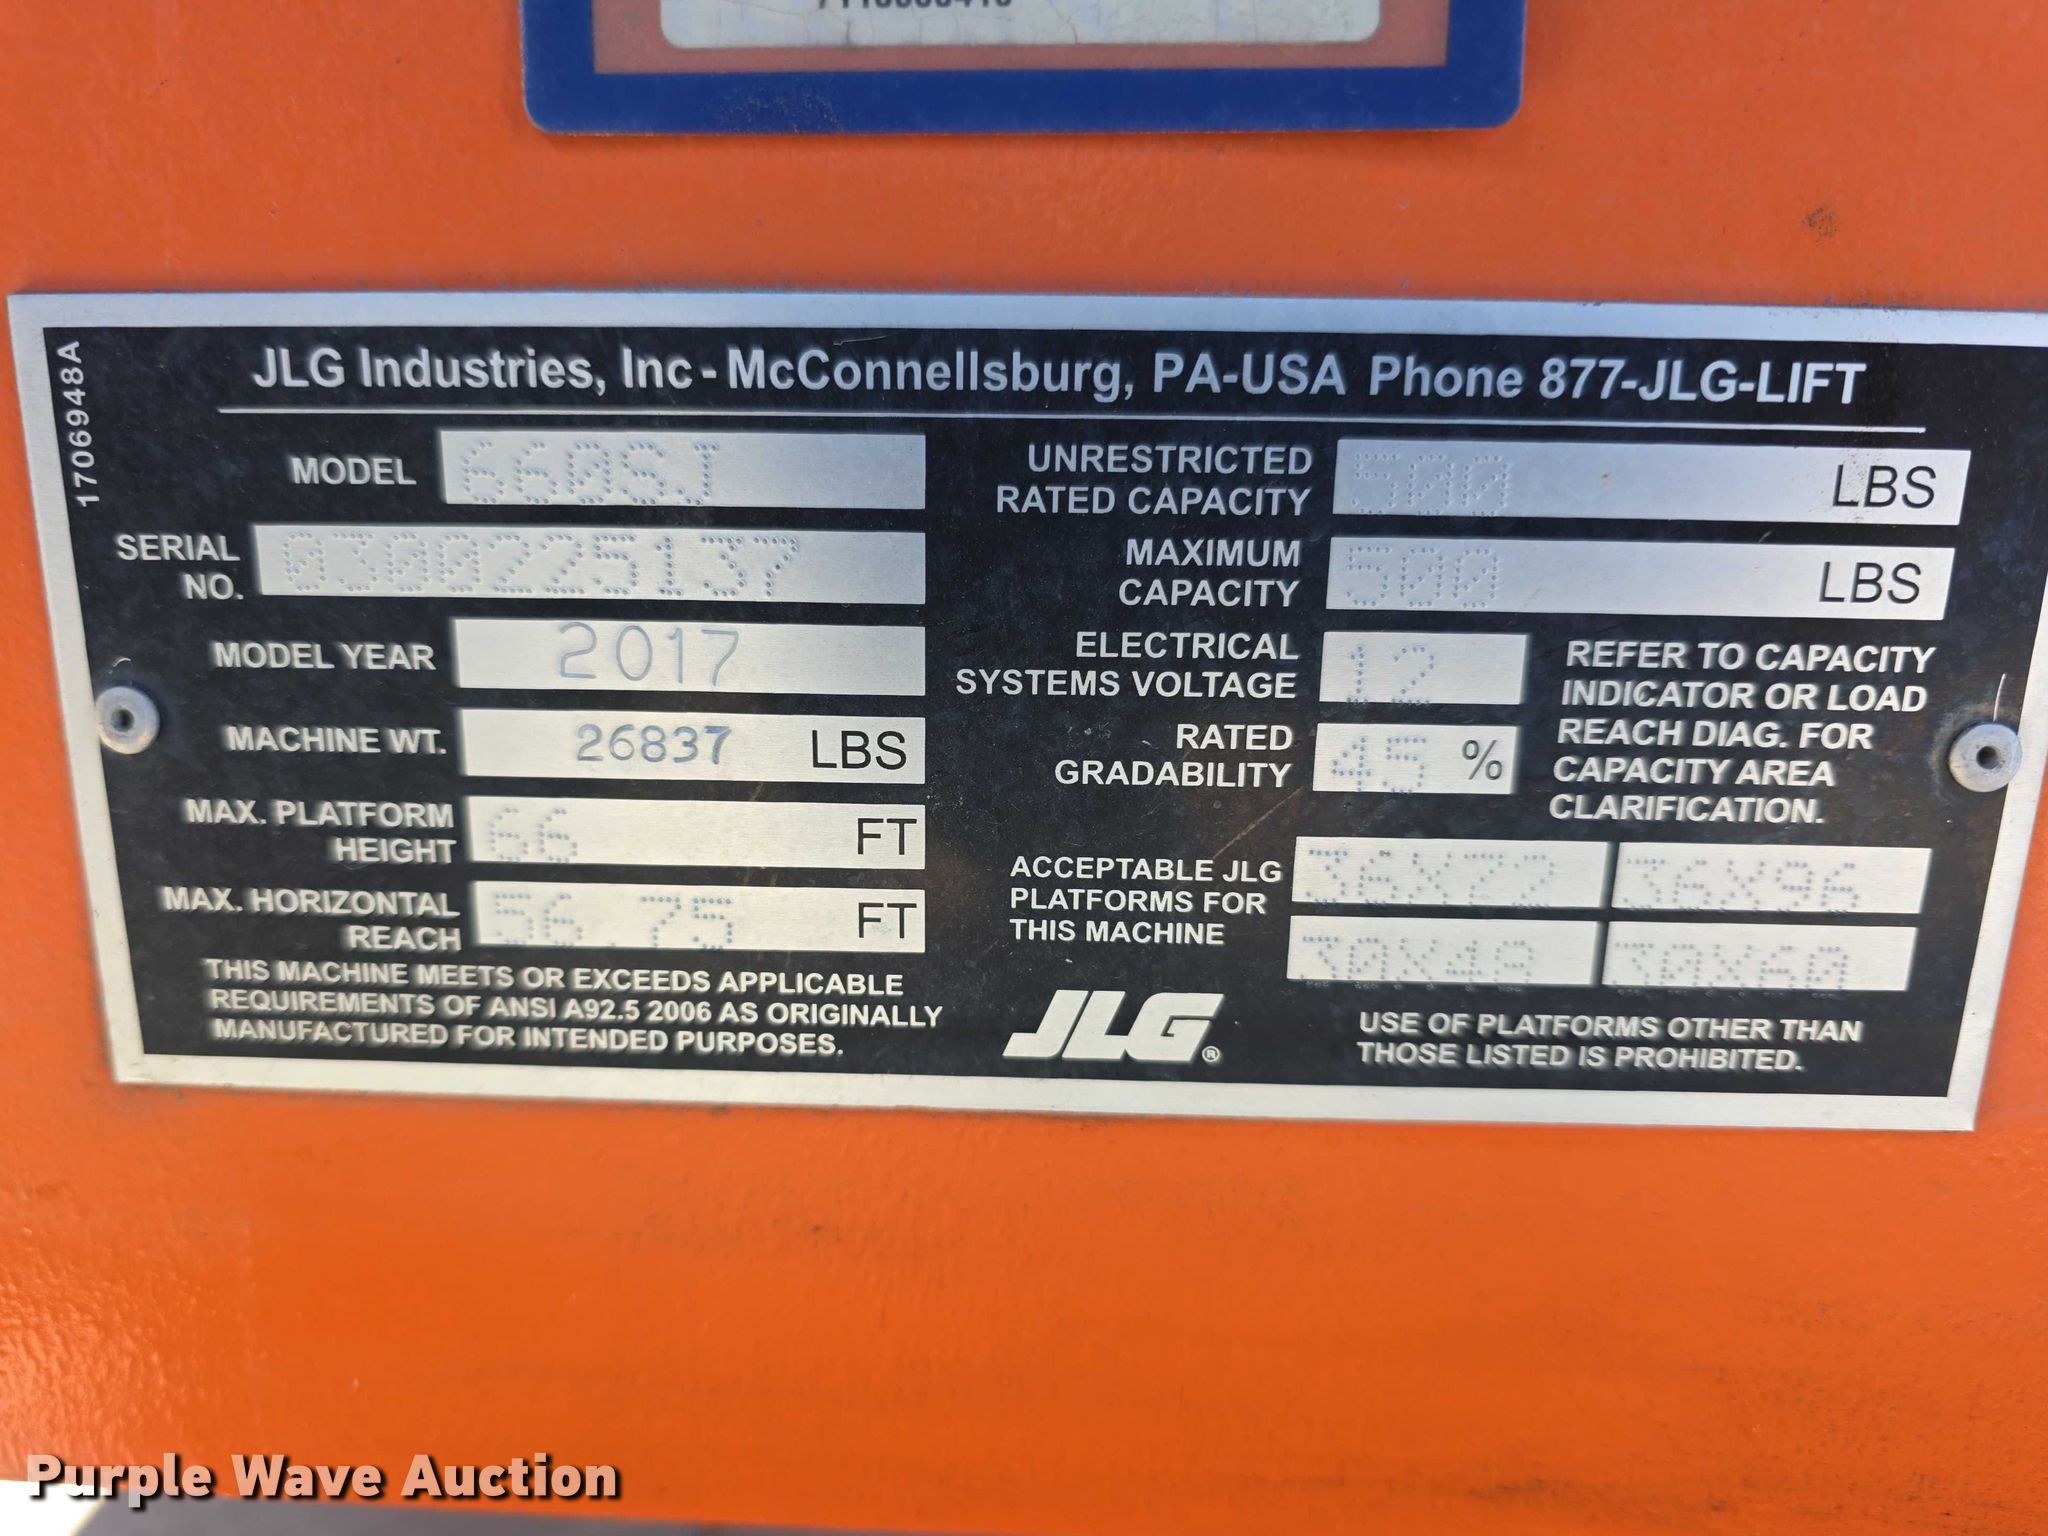 1706948A
JLG Industries, Inc - McConnellsburg, PA-USA Phone 877-JLG-LIFT
MODEL 660SJ
SERIAL NO. 0300225137
MODEL YEAR 2017
MACHINE WT. 26837 LBS
MAX. PLATFORM HEIGHT 66 FT
MAX. HORIZONTAL REACH 56.75 FT
THIS MACHINE MEETS OR EXCEEDS APPLICABLE
REQUIREMENTS OF ANSI A92.5 2006 AS ORIGINALLY
MANUFACTURED FOR INTENDED PURPOSES.
UNRESTRICTED
RATED CAPACITY 500 LBS
MAXIMUM
CAPACITY 500 LBS
ELECTRICAL
SYSTEMS VOLTAGE 12
RATED
GRADABILITY 45 %
REFER TO CAPACITY
INDICATOR OR LOAD
REACH DIAG. FOR
CAPACITY AREA
CLARIFICATION.
ACCEPTABLE JLG
PLATFORMS FOR
THIS MACHINE
36X72 36X96
30X48 30X60
JLG®
USE OF PLATFORMS OTHER THAN
THOSE LISTED IS PROHIBITED.
Purple Wave Auction